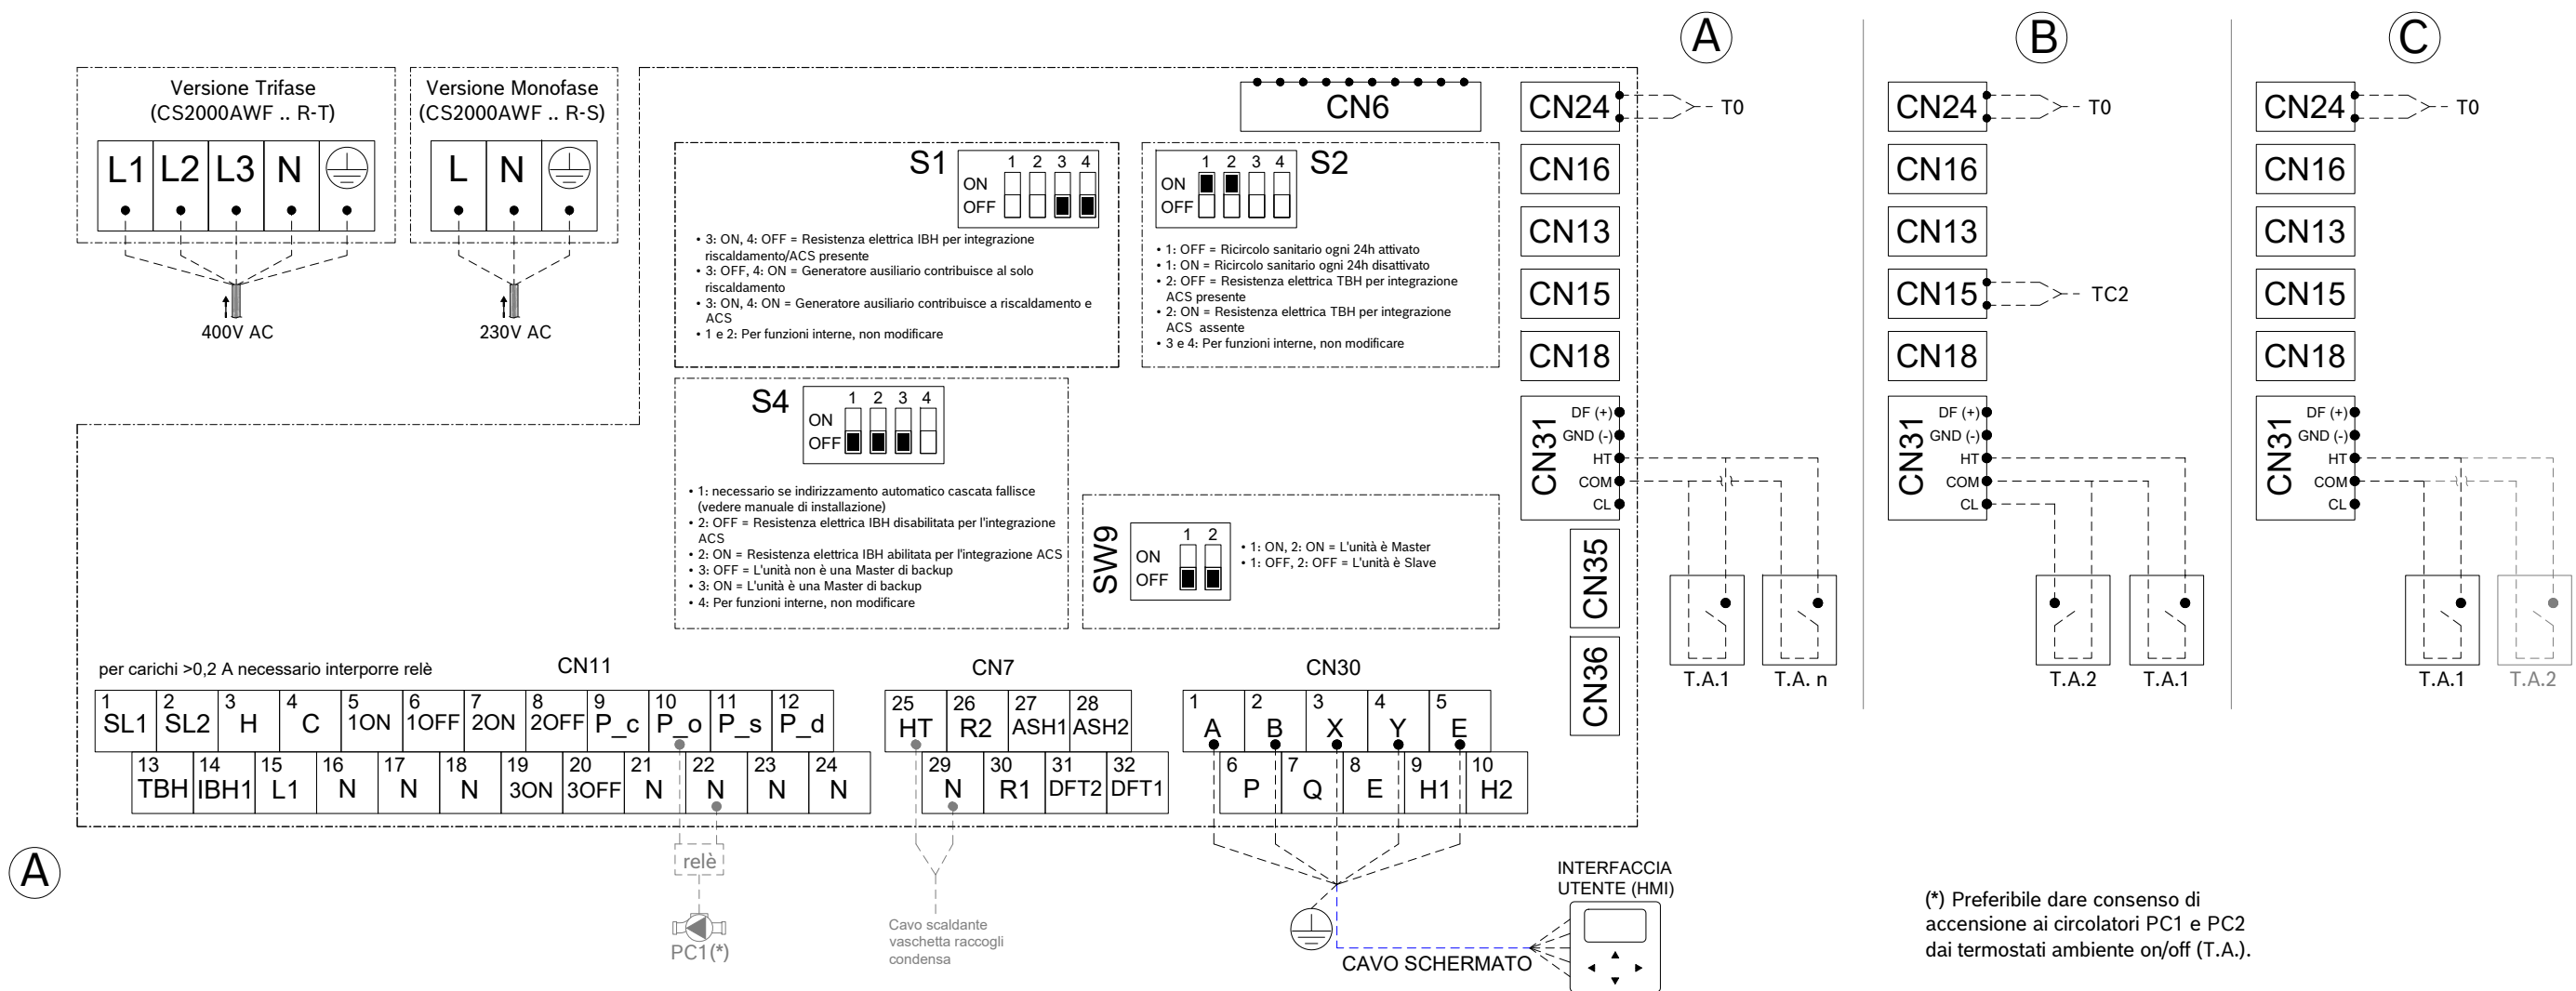 A
B
C
Versione Trifase
(CS2000AWF .. R-T)
L1 L2 L3 N
400V AC
Versione Monofase
(CS2000AWF .. R-S)
L N
230V AC
CN6
S1
1 2 3 4
ON
OFF
• 3: ON, 4: OFF = Resistenza elettrica IBH per integrazione
riscaldamento/ACS presente
• 3: OFF, 4: ON = Generatore ausiliario contribuisce al solo
riscaldamento
• 3: ON, 4: ON = Generatore ausiliario contribuisce a riscaldamento e
ACS
• 1 e 2: Per funzioni interne, non modificare
S2
1 2 3 4
ON
OFF
• 1: OFF = Ricircolo sanitario ogni 24h attivato
• 1: ON = Ricircolo sanitario ogni 24h disattivato
• 2: OFF = Resistenza elettrica TBH per integrazione
ACS presente
• 2: ON = Resistenza elettrica TBH per integrazione
ACS assente
• 3 e 4: Per funzioni interne, non modificare
S4
1 2 3 4
ON
OFF
• 1: necessario se indirizzamento automatico cascata fallisce
(vedere manuale di installazione)
• 2: OFF = Resistenza elettrica IBH disabilitata per l'integrazione
ACS
• 2: ON = Resistenza elettrica IBH abilitata per l'integrazione ACS
• 3: OFF = L'unità non è una Master di backup
• 3: ON = L'unità è una Master di backup
• 4: Per funzioni interne, non modificare
SW9
1 2
ON
OFF
• 1: ON, 2: ON = L'unità è Master
• 1: OFF, 2: OFF = L'unità è Slave
CN24
T0
CN16
CN13
CN15
CN18
CN31
DF (+)
GND (-)
HT
COM
CL
CN35
CN36
T.A.1
T.A. n
CN24
T0
CN16
CN13
CN15
TC2
CN18
CN31
DF (+)
GND (-)
HT
COM
CL
T.A.2
T.A.1
CN24
T0
CN16
CN13
CN15
CN18
CN31
DF (+)
GND (-)
HT
COM
CL
T.A.1
T.A.2
per carichi >0,2 A necessario interporre relè
CN11
1 2 3 4 5 6 7 8 9 10 11 12
SL1 SL2 H C 1ON 1OFF 2ON 2OFF P_c P_o P_s P_d
13 14 15 16 17 18 19 20 21 22 23 24
TBH IBH1 L1 N N N 3ON 3OFF N N N N
CN7
25 26 27 28
HT R2 ASH1 ASH2
29 30 31 32
N R1 DFT2 DFT1
CN30
1 2 3 4 5
A B X Y E
6 7 8 9 10
P Q E H1 H2
A
relè
PC1(*)
Cavo scaldante
vaschetta raccogli
condensa
CAVO SCHERMATO
INTERFACCIA
UTENTE (HMI)
(*) Preferibile dare consenso di
accensione ai circolatori PC1 e PC2
dai termostati ambiente on/off (T.A.).